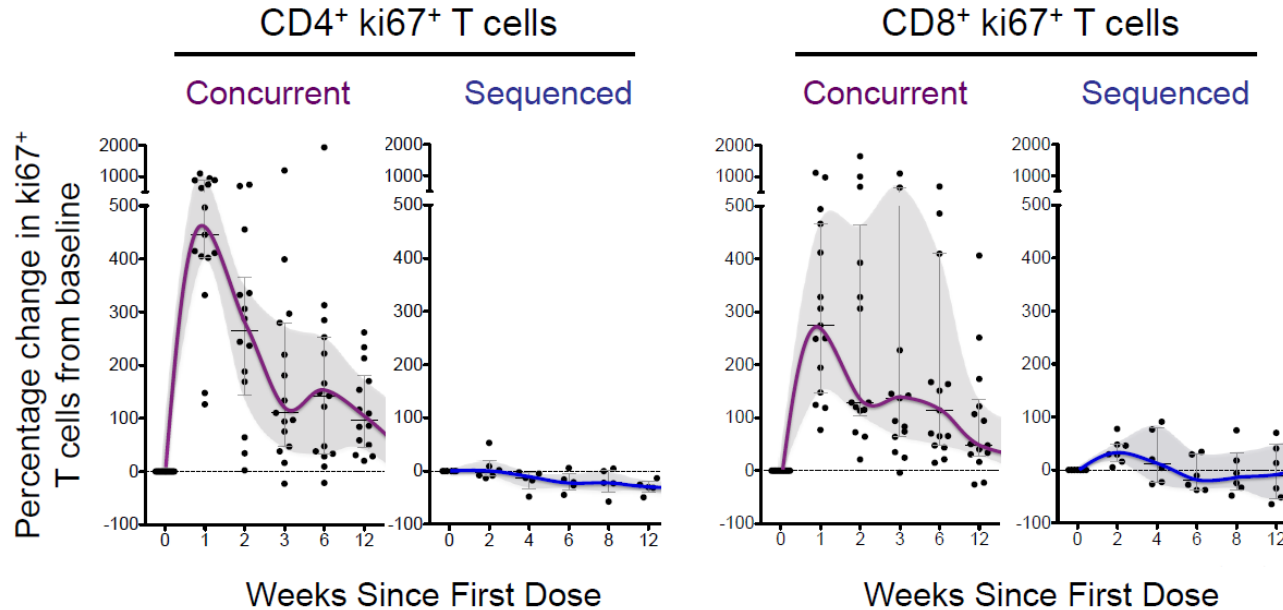 CD4⁺ ki67⁺ T cells
CD8⁺ ki67⁺ T cells
Concurrent
Sequenced
Concurrent
Sequenced
Percentage change in ki67⁺
T cells from baseline
2000
1000
500
400
300
200
100
0
-100
0 1 2 3 6 12
2000
1000
500
400
300
200
100
0
-100
0 2 4 6 8 12
2000
1000
500
400
300
200
100
0
-100
0 1 2 3 6 12
2000
1000
500
400
300
200
100
0
-100
0 2 4 6 8 12
Weeks Since First Dose
Weeks Since First Dose